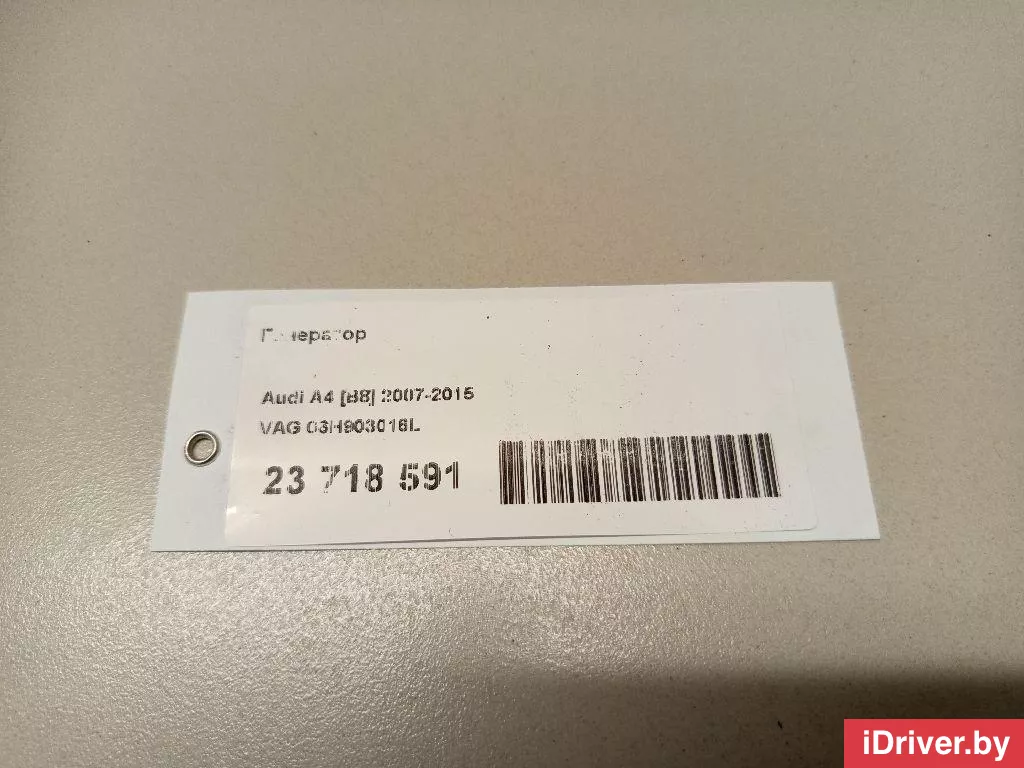 Генератор
Audi A4 [B8] 2007-2015
VAG 03H903016L
23 718 591
iDriver.by